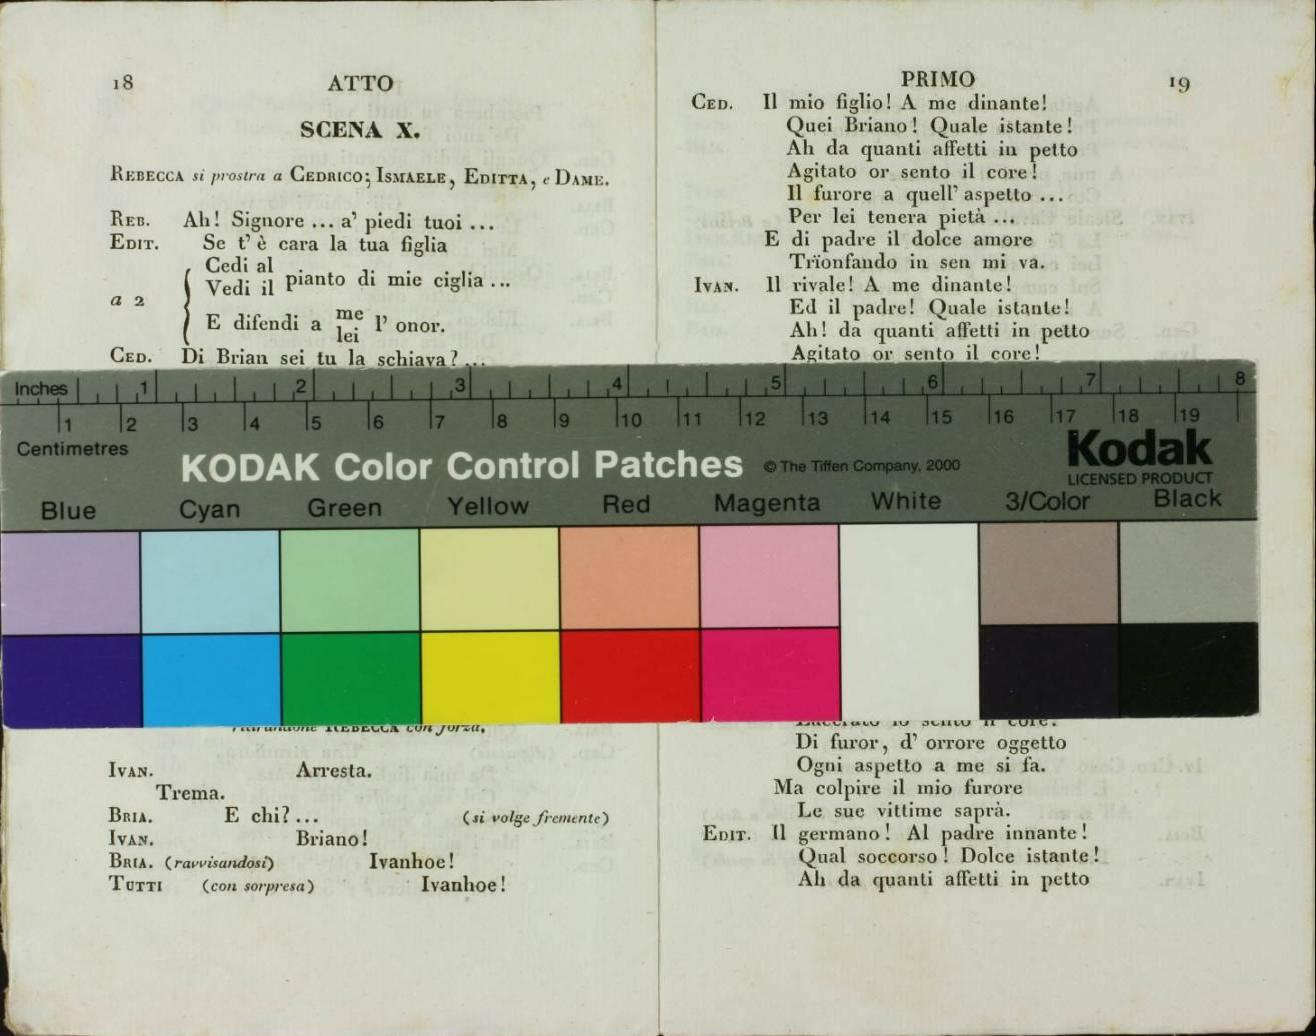 18 ATTO
SCENA X.
REBECCA si prostra a CEDRICO; ISMAELE, EDITTA, e DAME.
REB. Ah! Signore ... a' piedi tuoi ...
EDIT. Se t' è cara la tua figlia
Cedi al
Vedi il pianto di mie ciglia ...
a 2
E difendi a me l' onor.
lei
CED. Di Brian sei tu la schiava? ...
REBECCA con forza,
IVAN. Arresta.
Trema.
BRIA. E chi? ... (si volge fremente)
IVAN. Briano!
BRIA. (ravvisandosi) Ivanhoe!
TUTTI (con sorpresa) Ivanhoe!
PRIMO 19
CED. Il mio figlio! A me dinante!
Quei Briano! Quale istante!
Ah da quanti affetti in petto
Agitato or sento il core!
Il furore a quell' aspetto ...
Per lei tenera pietà ...
E di padre il dolce amore
Trïonfando in sen mi va.
IVAN. Il rivale! A me dinante!
Ed il padre! Quale istante!
Ah! da quanti affetti in petto
Agitato or sento il core!
Inches 1 2 3 4 5 6 7 8
1 2 3 4 5 6 7 8 9 10 11 12 13 14 15 16 17 18 19
Centimetres
KODAK Color Control Patches © The Tiffen Company, 2000
Kodak
LICENSED PRODUCT
Blue Cyan Green Yellow Red Magenta White 3/Color Black
Lacerato io sento il core.
Di furor, d' orrore oggetto
Ogni aspetto a me si fa.
Ma colpire il mio furore
Le sue vittime saprà.
EDIT. Il germano! Al padre innante!
Qual soccorso! Dolce istante!
Ah da quanti affetti in petto